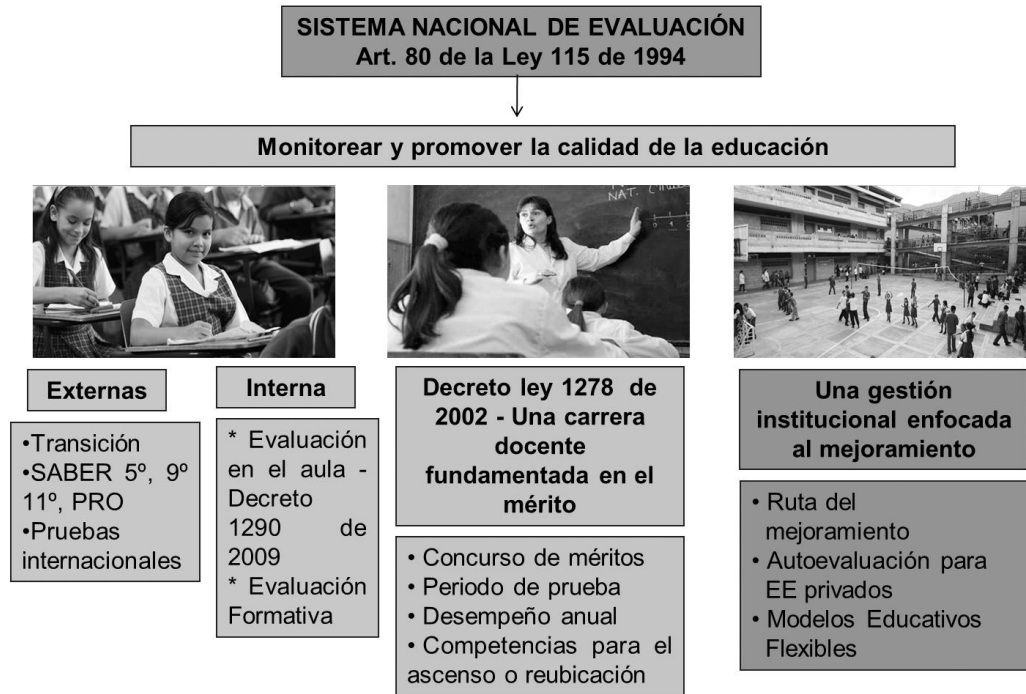 SISTEMA NACIONAL DE EVALUACIÓN
Art. 80 de la Ley 115 de 1994
Monitorear y promover la calidad de la educación
NAT.
Externas
•Transición
•SABER 5º, 9º
11º, PRO
•Pruebas
internacionales
Interna
* Evaluación
en el aula -
Decreto
1290 de
2009
* Evaluación
Formativa
Decreto ley 1278 de
2002 - Una carrera
docente
fundamentada en el
mérito
• Concurso de méritos
• Periodo de prueba
• Desempeño anual
• Competencias para el
ascenso o reubicación
Una gestión
institucional enfocada
al mejoramiento
• Ruta del
mejoramiento
• Autoevaluación para
EE privados
• Modelos Educativos
Flexibles